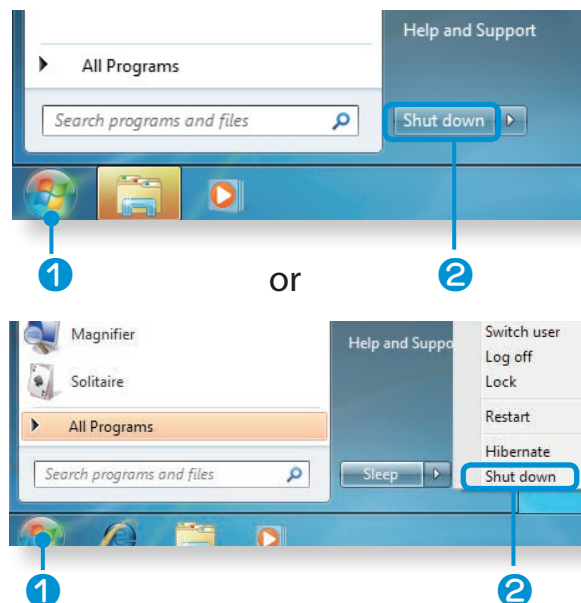 Help and Support
All Programs
Search programs and files
Shut down
1
2
or
Magnifier
Switch user
Help and Suppo
Log off
Solitaire
Lock
All Programs
Restart
Hibernate
Search programs and files
Sleep
Shut down
1
2